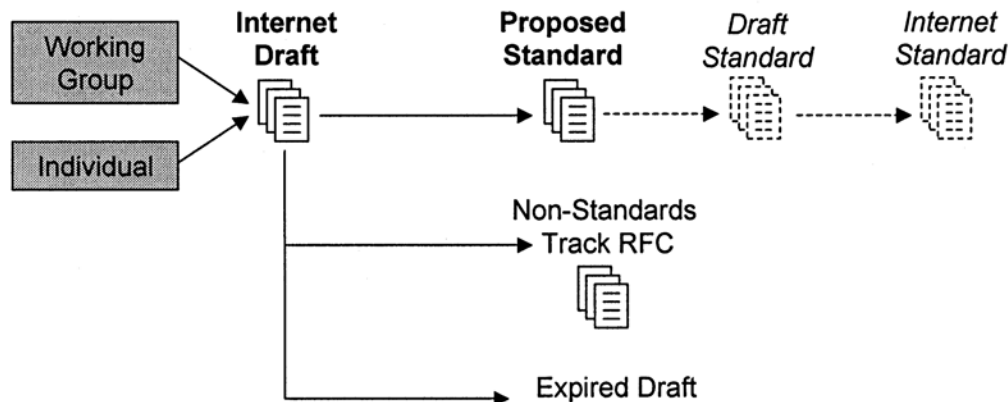 Working
Group
Individual
Internet
Draft
Proposed
Standard
Draft
Standard
Internet
Standard
Non-Standards
Track RFC
Expired Draft